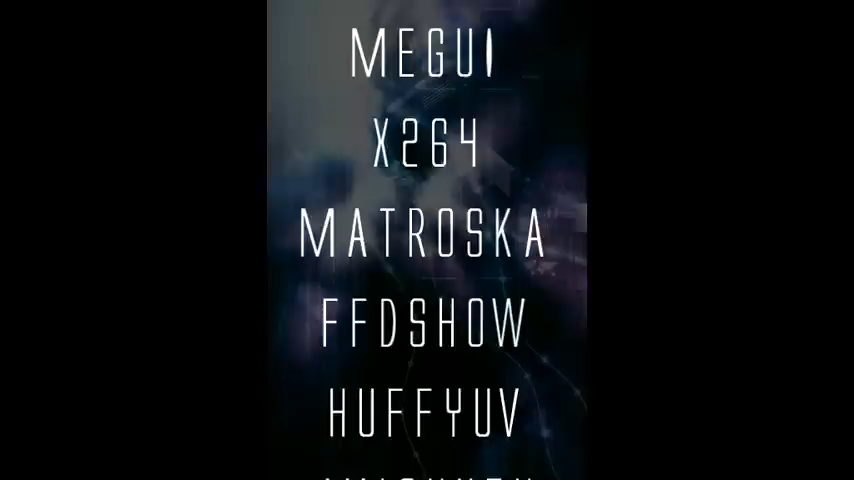 MEGUI
X264
MATROSKA
FFDSHOW
HUFFYUV